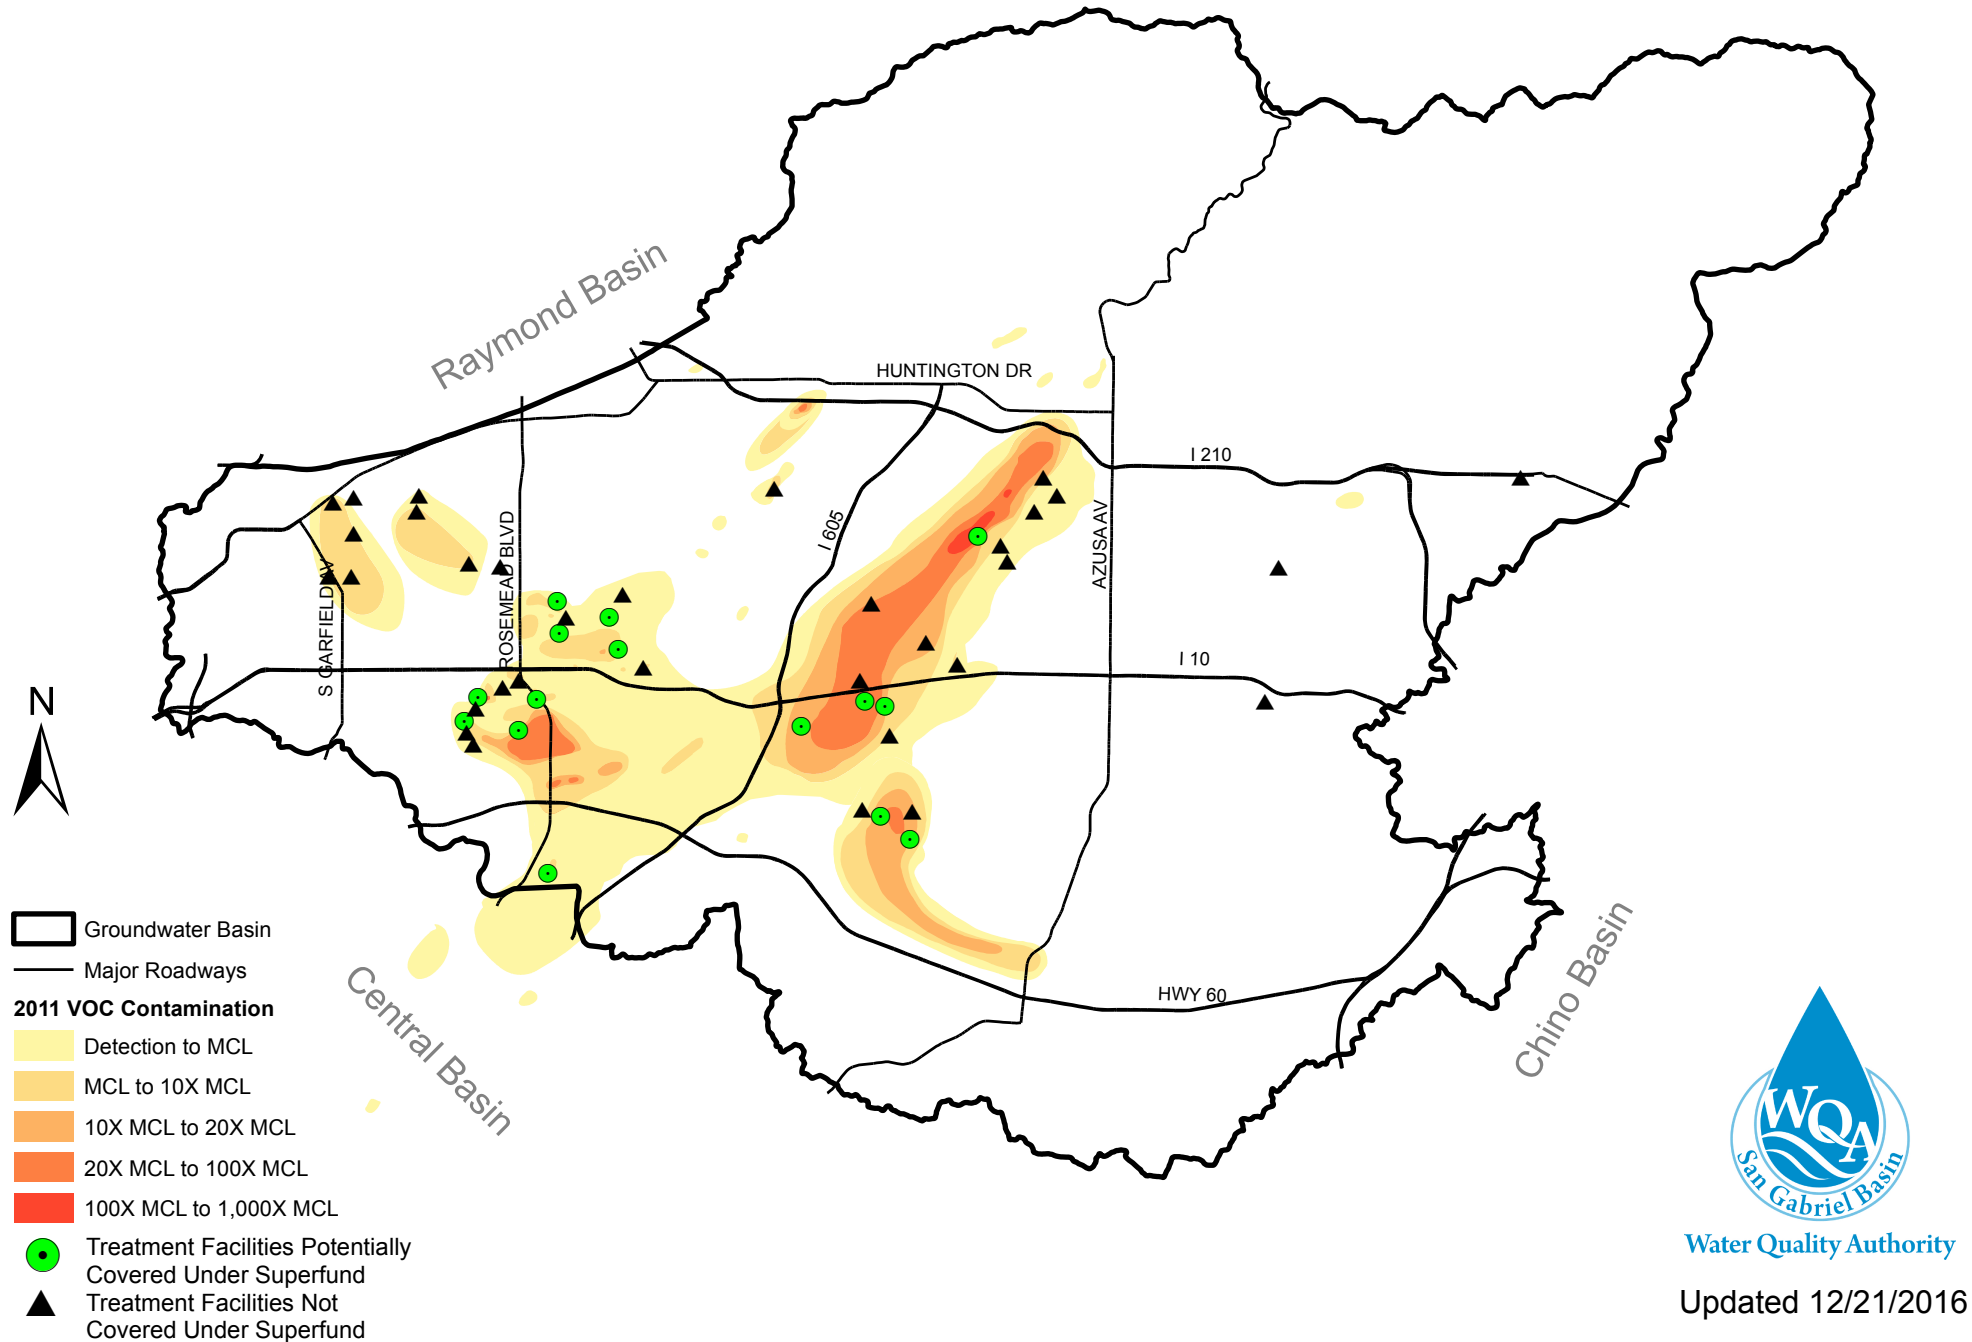 Raymond Basin
HUNTINGTON DR
I 210
I 605
AZUSA AV
ROSEMEAD BLVD
S GARFIELD AV
I 10
N
HWY 60
Central Basin
Chino Basin
Groundwater Basin
Major Roadways
2011 VOC Contamination
Detection to MCL
MCL to 10X MCL
10X MCL to 20X MCL
20X MCL to 100X MCL
100X MCL to 1,000X MCL
Treatment Facilities Potentially
Covered Under Superfund
Treatment Facilities Not
Covered Under Superfund
WQA
San Gabriel Basin
Water Quality Authority
Updated 12/21/2016